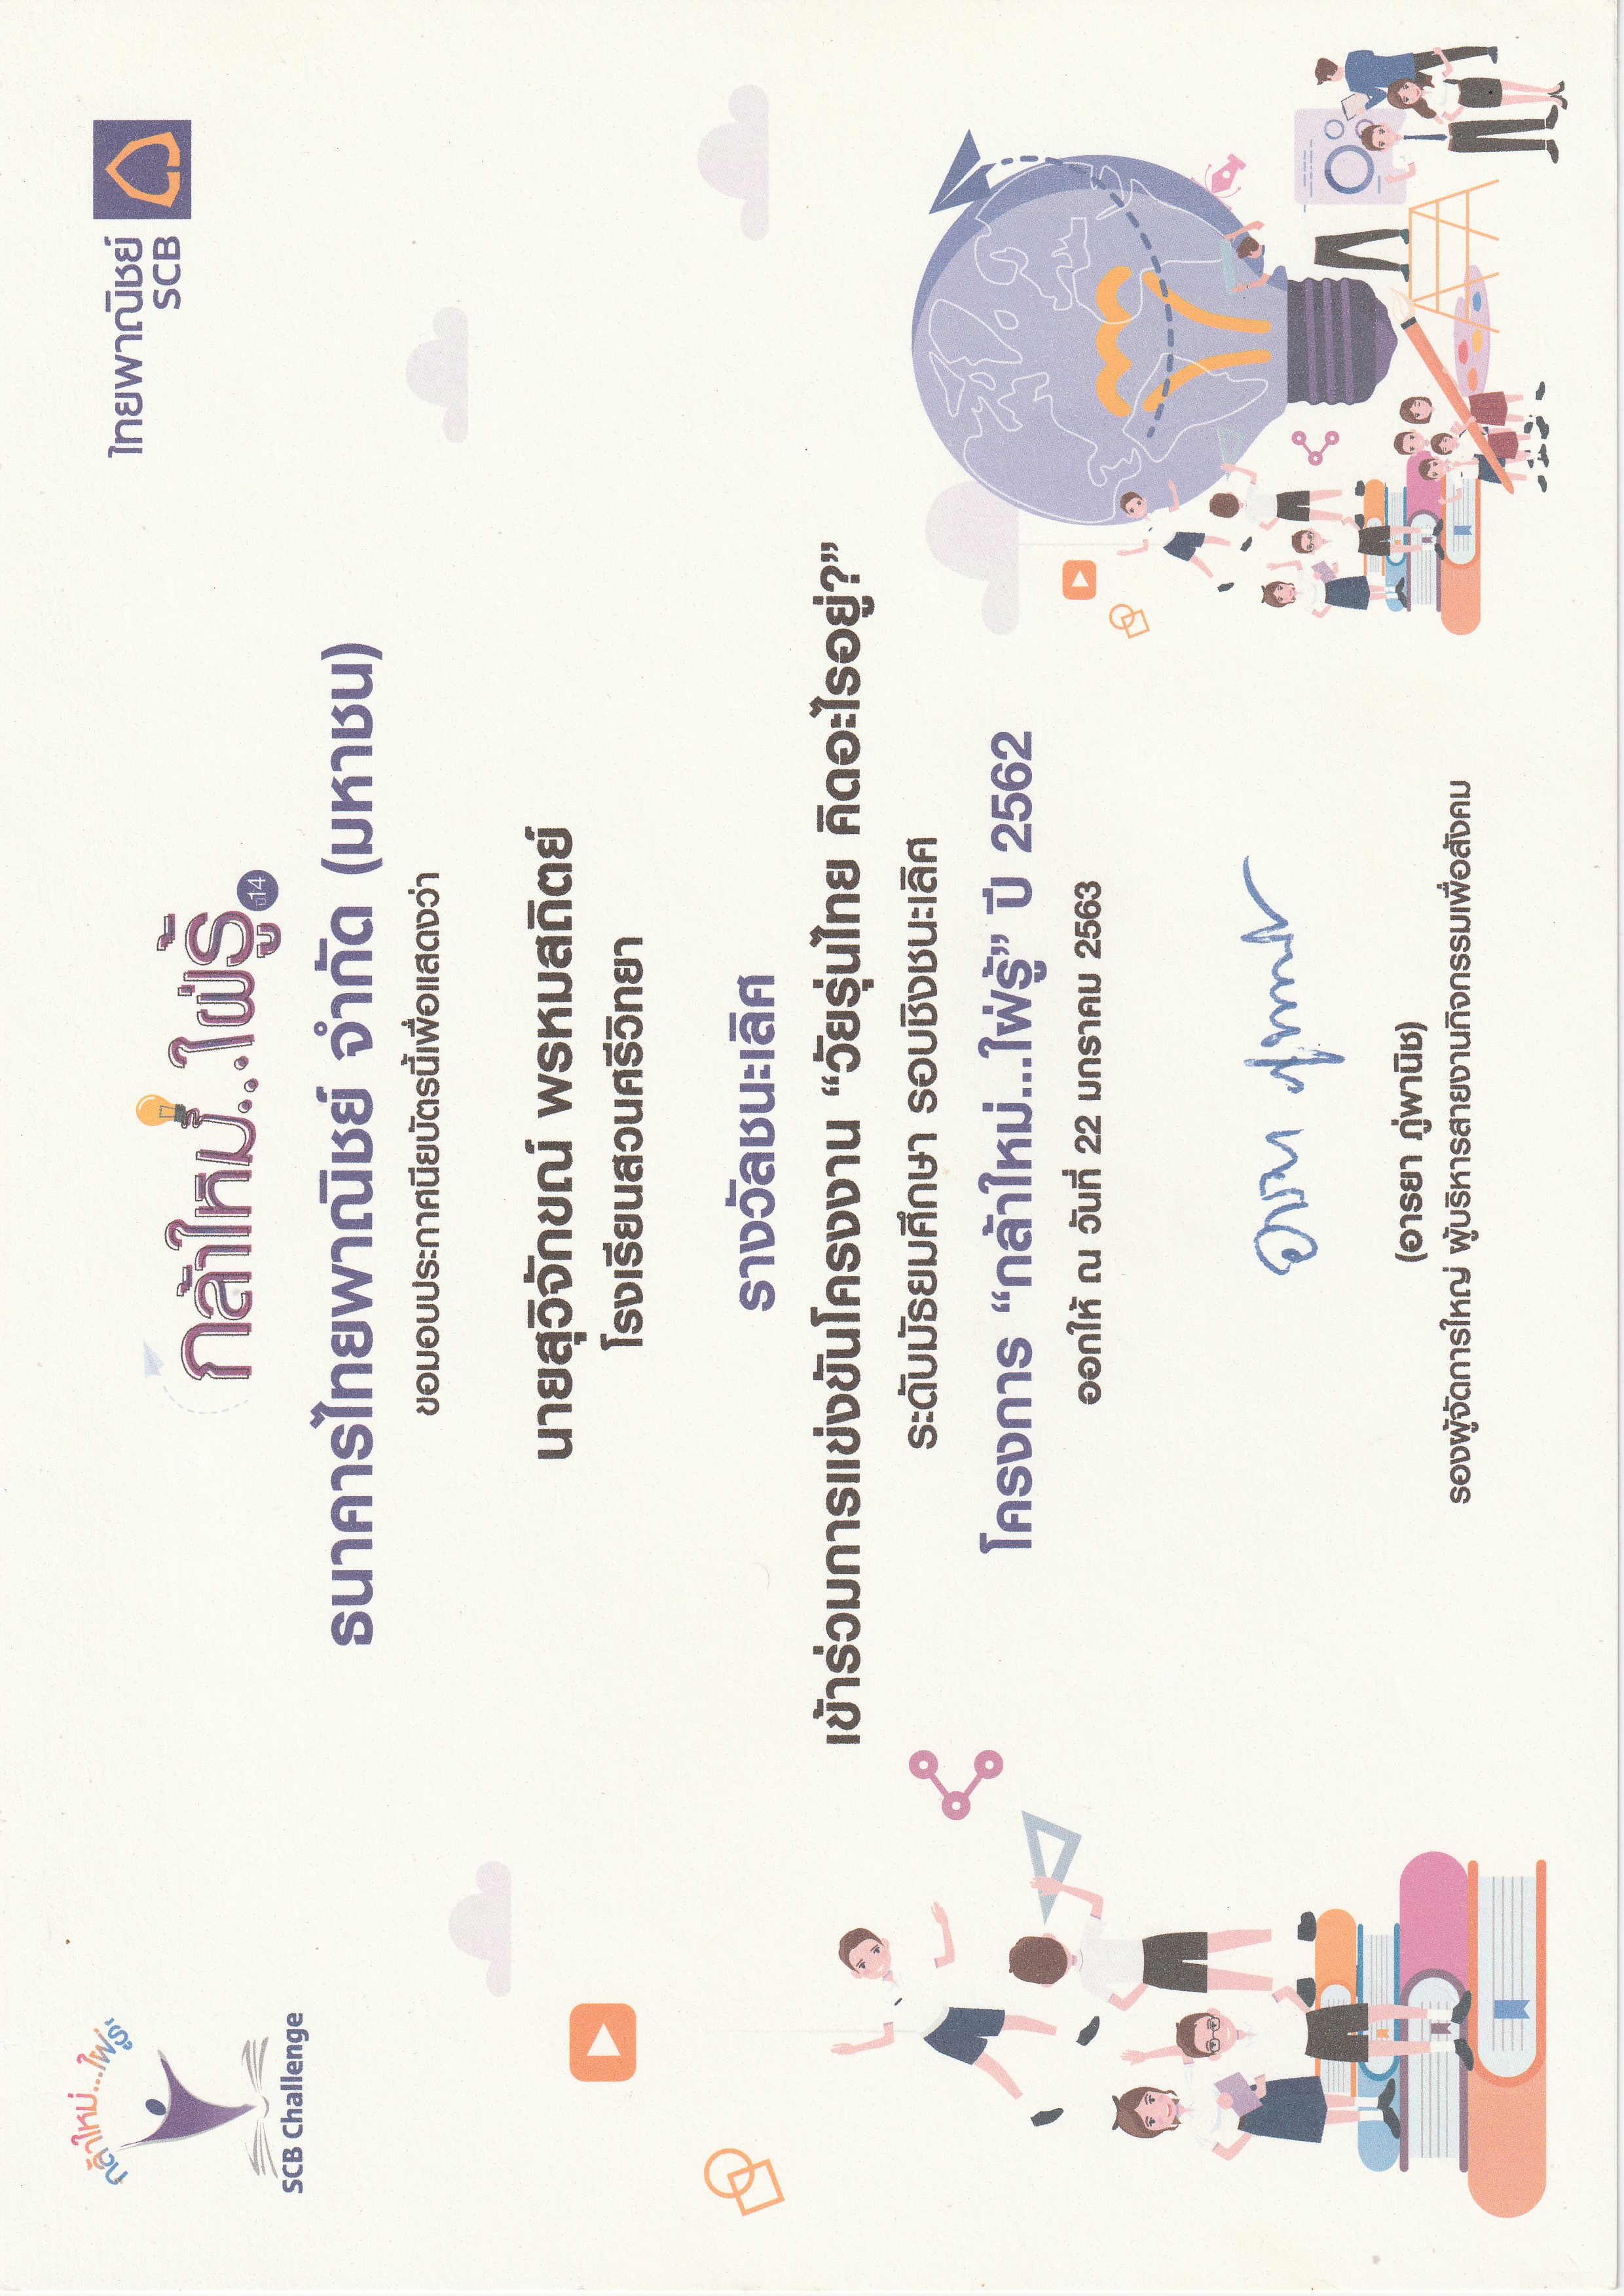 กล้าใหม่...ใฝ่รู้
SCB Challenge
ไทยพาณิชย์
SCB
กล้าใหม่...ใฝ่รู้
ปี14
ธนาคารไทยพาณิชย์ จำกัด (มหาชน)
ขอมอบประกาศนียบัตรนี้เพื่อแสดงว่า
นายสุวิจักขณ์ พรหมสถิตย์
โรงเรียนสวนศรีวิทยา
รางวัลชนะเลิศ
เข้าร่วมการแข่งขันโครงงาน “วัยรุ่นไทย คิดอะไรอยู่?”
ระดับมัธยมศึกษา รอบชิงชนะเลิศ
โครงการ “กล้าใหม่...ใฝ่รู้” ปี 2562
ออกให้ ณ วันที่ 22 มกราคม 2563
อารยา ภู่พานิช
(อารยา ภู่พานิช)
รองผู้จัดการใหญ่ ผู้บริหารสายงานกิจกรรมเพื่อสังคม